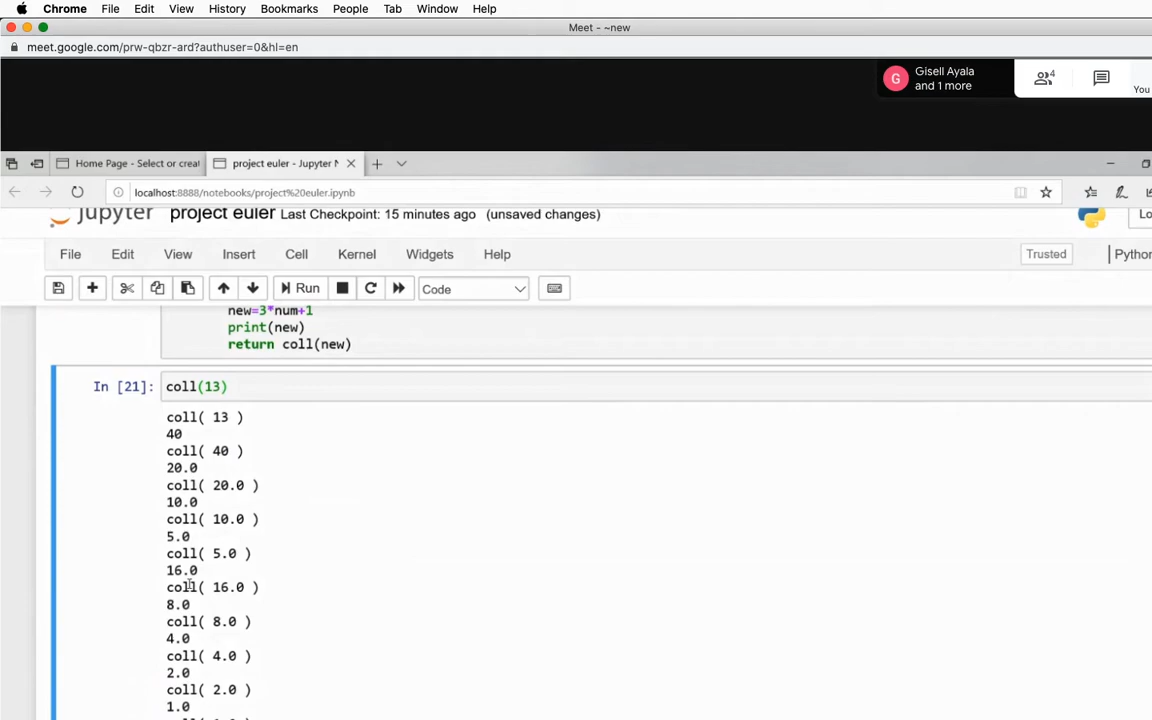 Chrome File Edit View History Bookmarks People Tab Window Help
Meet - ~new
meet.google.com/prw-qbzr-ard?authuser=0&hl=en
G
Gisell Ayala
and 1 more
4
You
Home Page - Select or creat
project euler - Jupyter N
localhost:8888/notebooks/project%20euler.ipynb
jupyter project euler Last Checkpoint: 15 minutes ago (unsaved changes)
Lo
File Edit View Insert Cell Kernel Widgets Help
Trusted
Python
Run
Code
new=3*num+1
print(new)
return coll(new)
In [21]: coll(13)
coll( 13 )
40
coll( 40 )
20.0
coll( 20.0 )
10.0
coll( 10.0 )
5.0
coll( 5.0 )
16.0
coll( 16.0 )
8.0
coll( 8.0 )
4.0
coll( 4.0 )
2.0
coll( 2.0 )
1.0